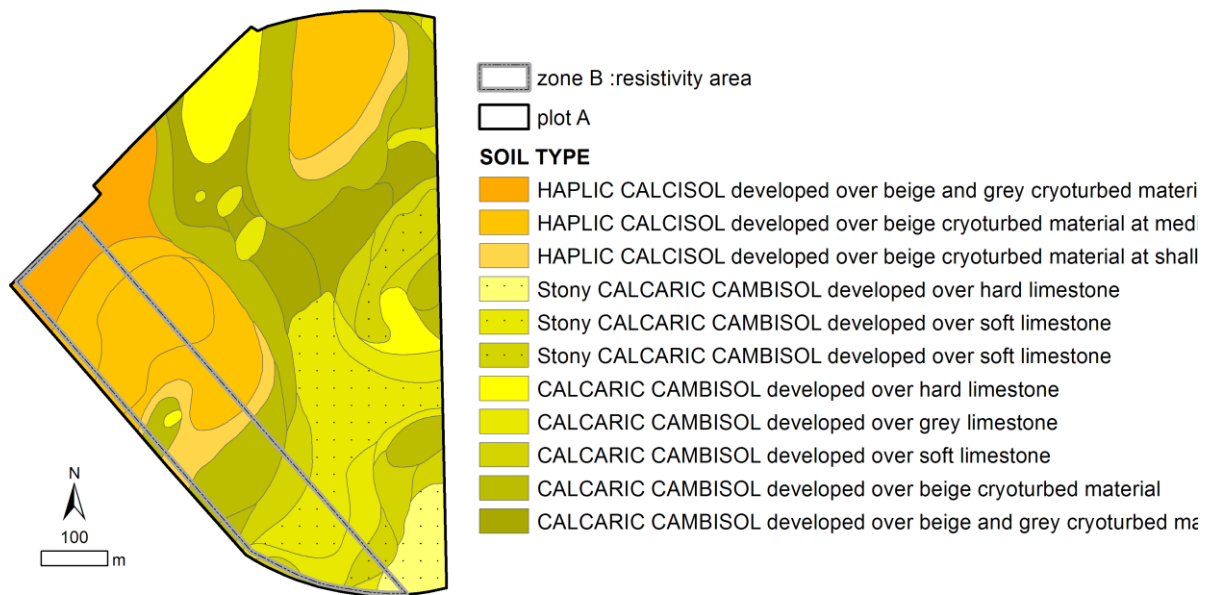 zone B :resistivity area
plot A
SOIL TYPE
HAPLIC CALCISOL developed over beige and grey cryoturbed materi
HAPLIC CALCISOL developed over beige cryoturbed material at medi
HAPLIC CALCISOL developed over beige cryoturbed material at shall
Stony CALCARIC CAMBISOL developed over hard limestone
Stony CALCARIC CAMBISOL developed over soft limestone
Stony CALCARIC CAMBISOL developed over soft limestone
CALCARIC CAMBISOL developed over hard limestone
CALCARIC CAMBISOL developed over grey limestone
CALCARIC CAMBISOL developed over soft limestone
CALCARIC CAMBISOL developed over beige cryoturbed material
CALCARIC CAMBISOL developed over beige and grey cryoturbed ma
N
100
m